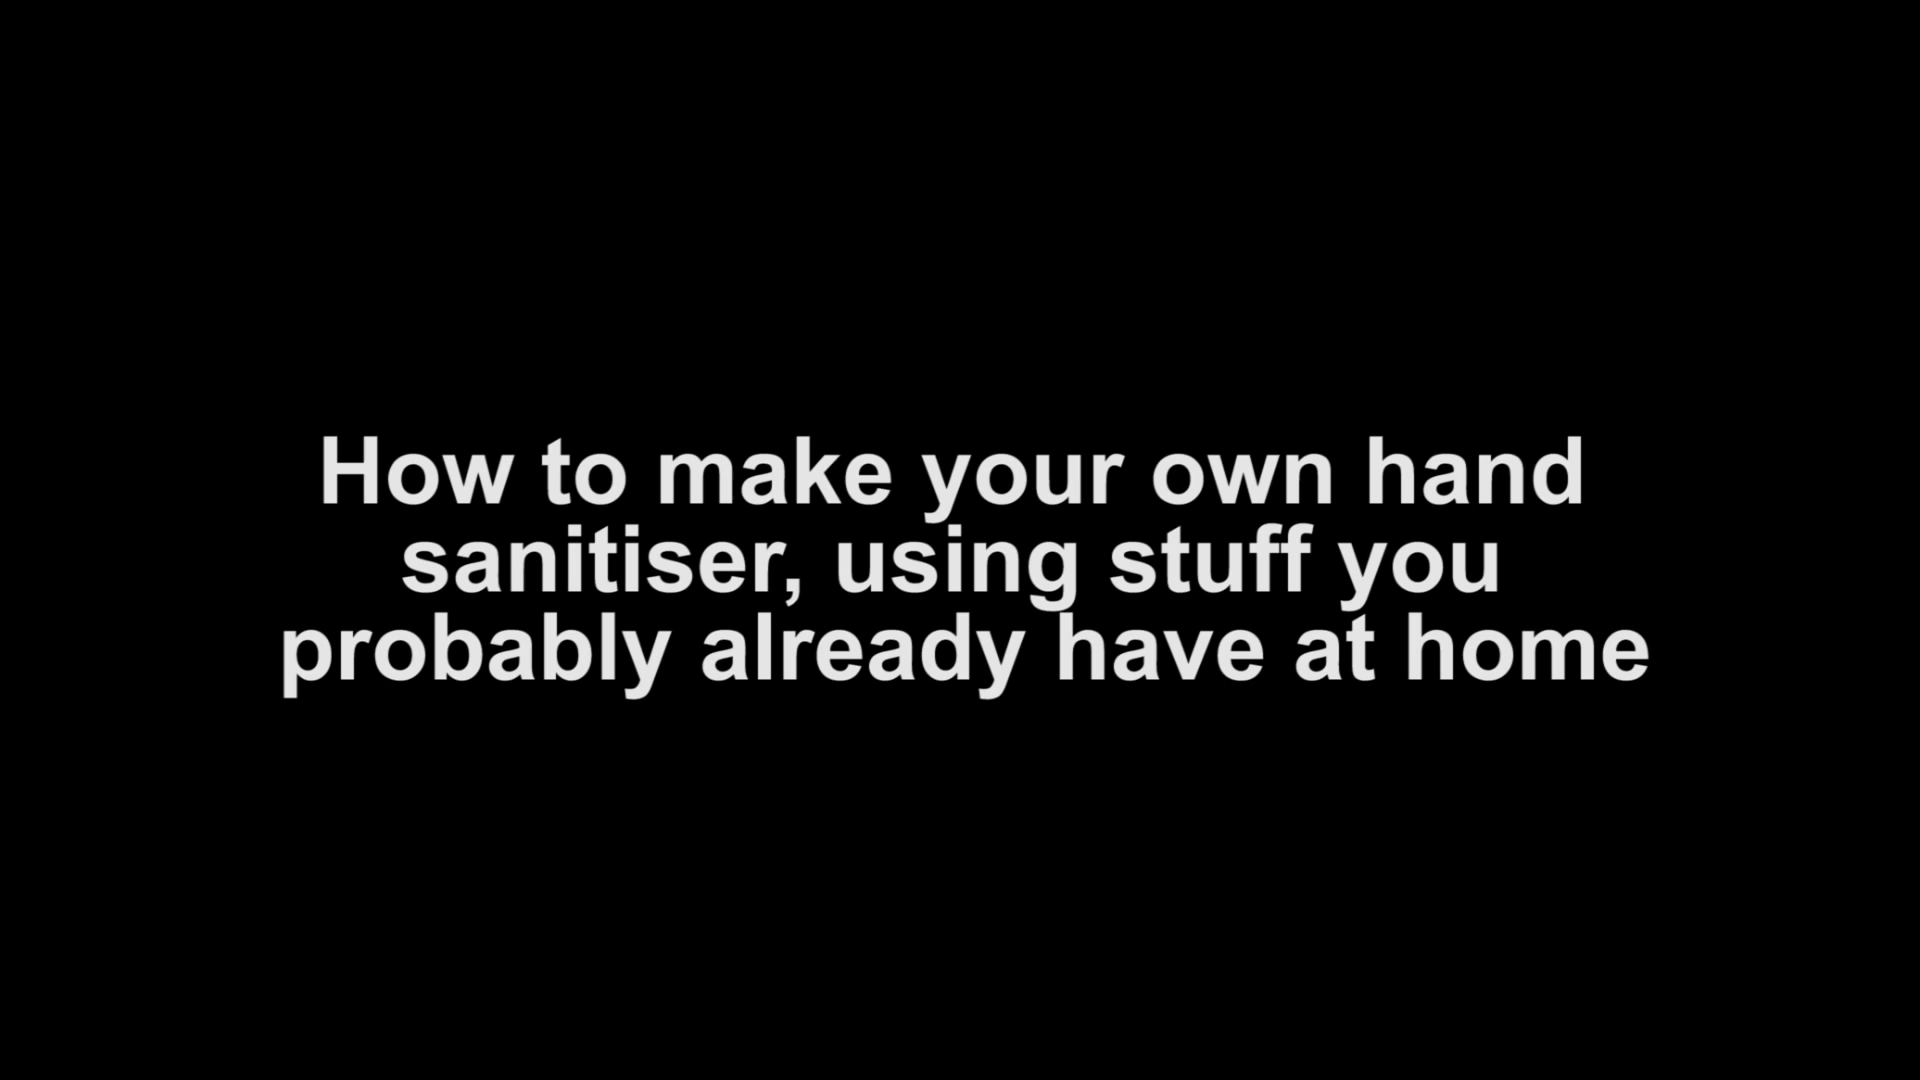 How to make your own hand
sanitiser, using stuff you
probably already have at home